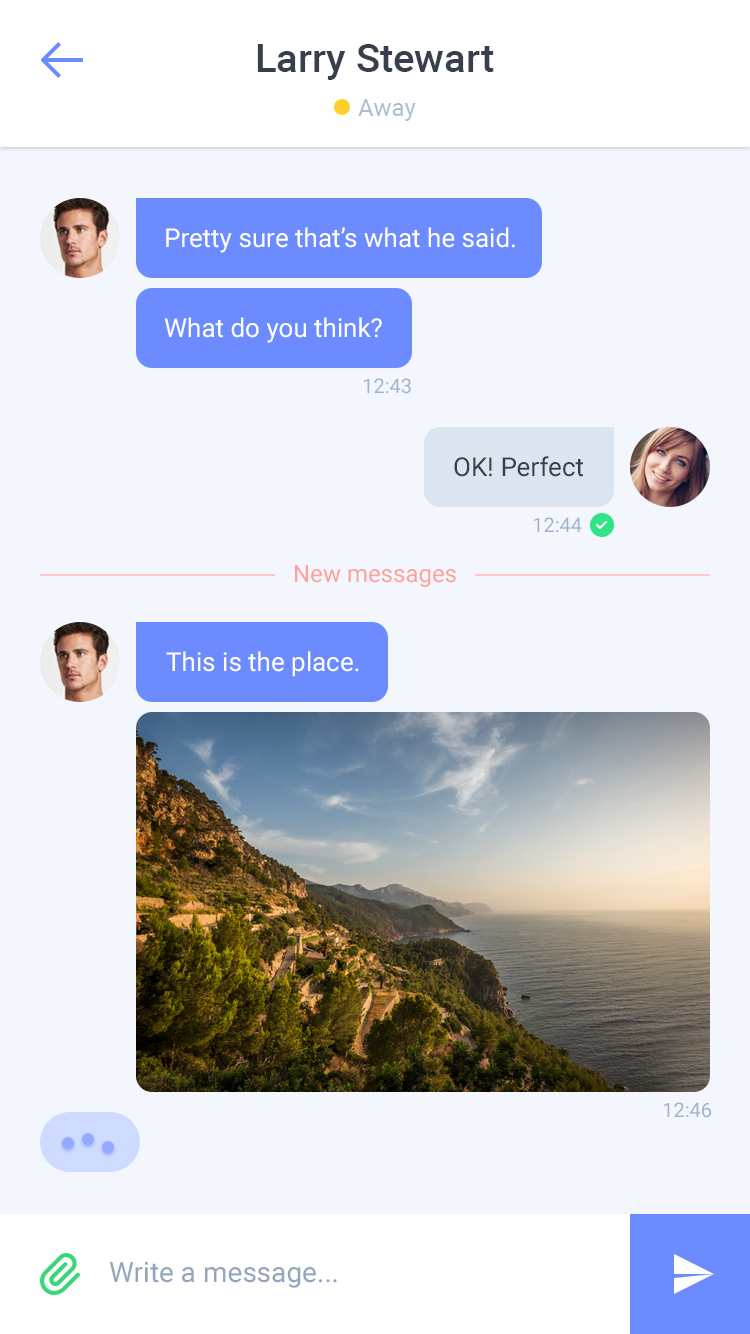 Larry Stewart
Away
Pretty sure that’s what he said.
What do you think?
12:43
OK! Perfect
12:44
New messages
This is the place.
12:46
Write a message...